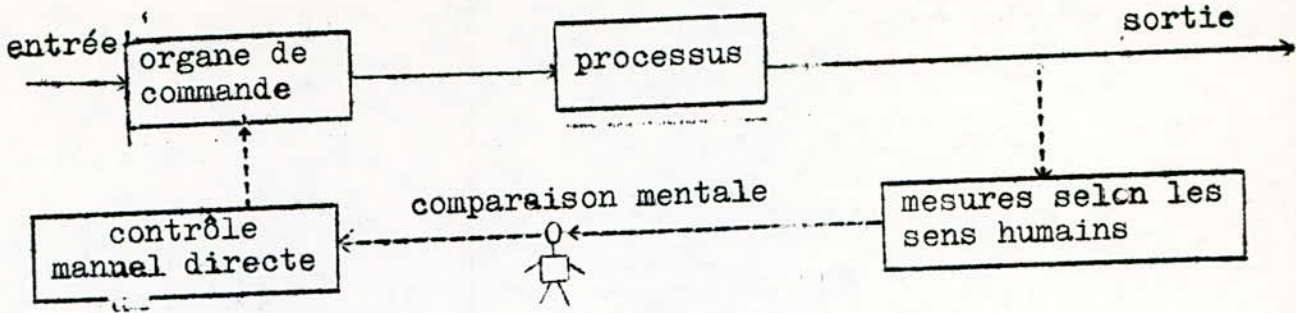 entrée
organe de
commande
processus
sortie
comparaison mentale
mesures selon les
sens humains
contrôle
manuel directe